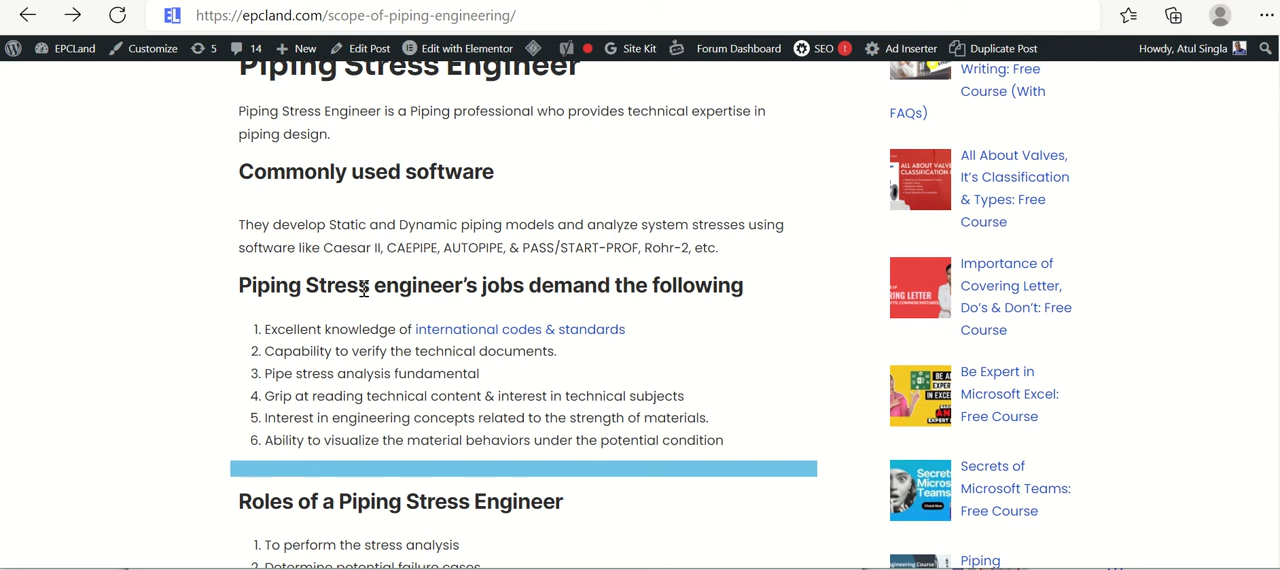 https://epcland.com/scope-of-piping-engineering/
EPCLand Customize 5 14 New Edit Post Edit with Elementor Site Kit Forum Dashboard SEO ! Ad Inserter Duplicate Post Howdy, Atul Singla
Piping Stress Engineer
Piping Stress Engineer is a Piping professional who provides technical expertise in
piping design.
Commonly used software
They develop Static and Dynamic piping models and analyze system stresses using
software like Caesar II, CAEPIPE, AUTOPIPE, & PASS/START-PROF, Rohr-2, etc.
Piping Stress engineer’s jobs demand the following
1. Excellent knowledge of international codes & standards
2. Capability to verify the technical documents.
3. Pipe stress analysis fundamental
4. Grip at reading technical content & interest in technical subjects
5. Interest in engineering concepts related to the strength of materials.
6. Ability to visualize the material behaviors under the potential condition
Roles of a Piping Stress Engineer
1. To perform the stress analysis
2. Determine potential failure cases
Writing: Free
Course (With
FAQs)
All About Valves,
It’s Classification
& Types: Free
Course
Importance of
Covering Letter,
Do’s & Don’t: Free
Course
Be Expert in
Microsoft Excel:
Free Course
Secrets of
Microsoft Teams:
Free Course
Piping